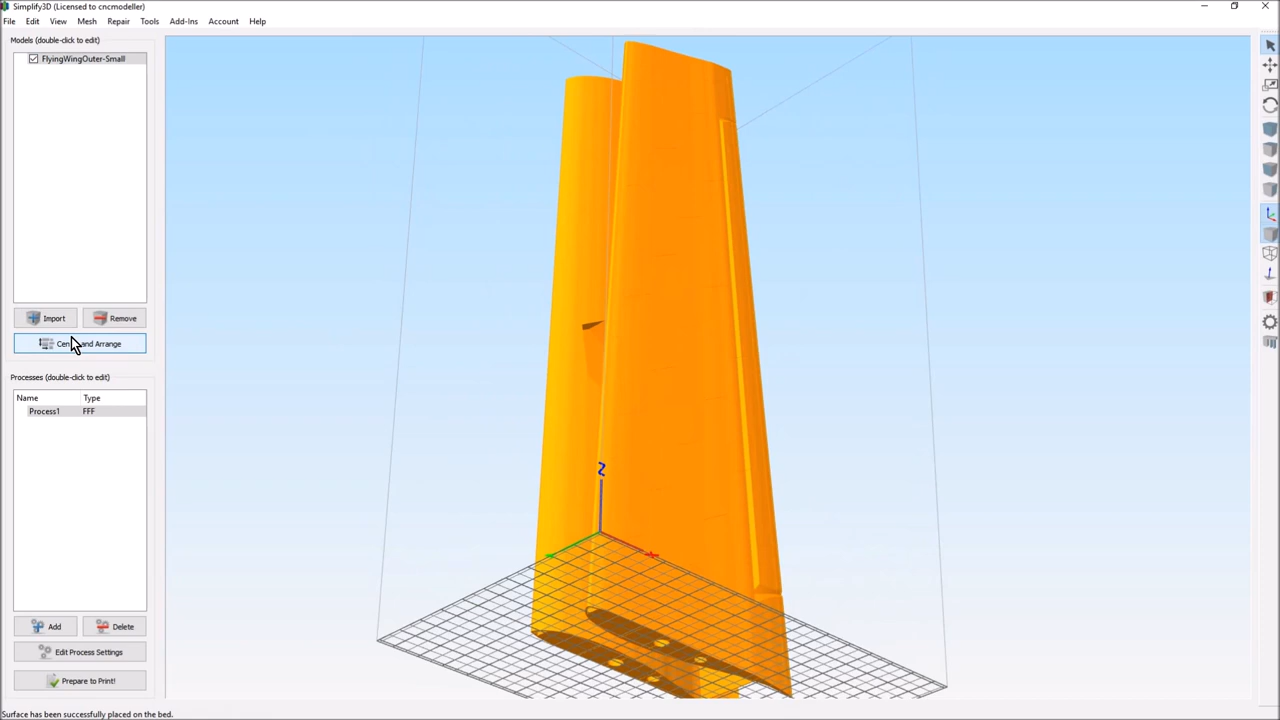 Simplify3D (Licensed to cncmodeller)
File Edit View Mesh Repair Tools Add-Ins Account Help
Models (double-click to edit)
FlyingWingOuter-Small
Import Remove
Center and Arrange
Processes (double-click to edit)
Name Type
Process1 FFF
Add Delete
Edit Process Settings
Prepare to Print!
Z
X
Surface has been successfully placed on the bed.